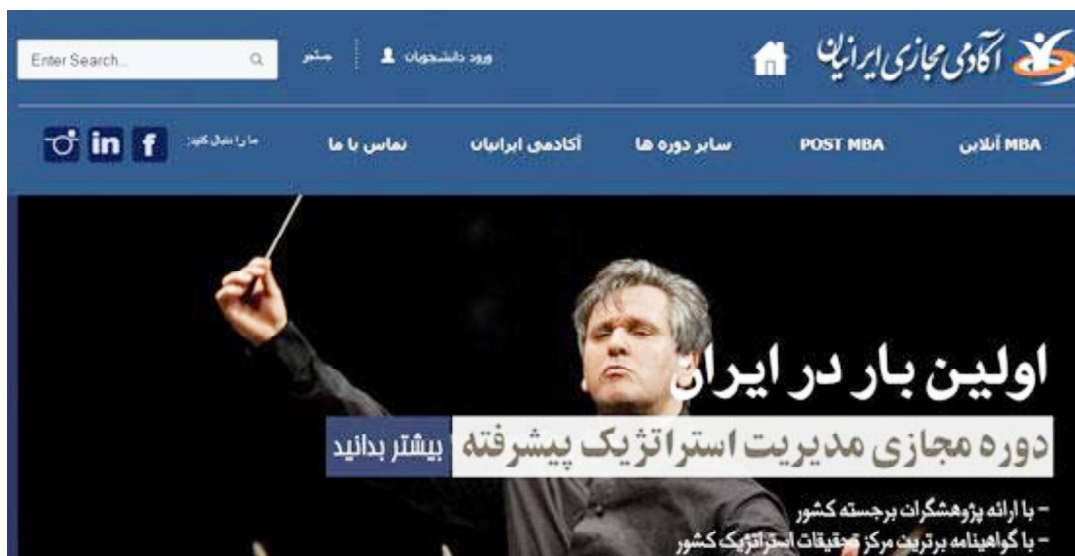 آکادمی مجازی ایرانیان
ورود دانشجویان
Enter Search...
MBA آنلاین
POST MBA
سایر دوره ها
آکادمی ایرانیان
تماس با ما
ما را دنبال کنید:
in f
اولین بار در ایران
دوره مجازی مدیریت استراتژیک پیشرفته
بیشتر بدانید
- با ارائه پژوهشگران برجسته کشور
- با گواهینامه برترین مرکز تحقیقات استراتژیک کشور